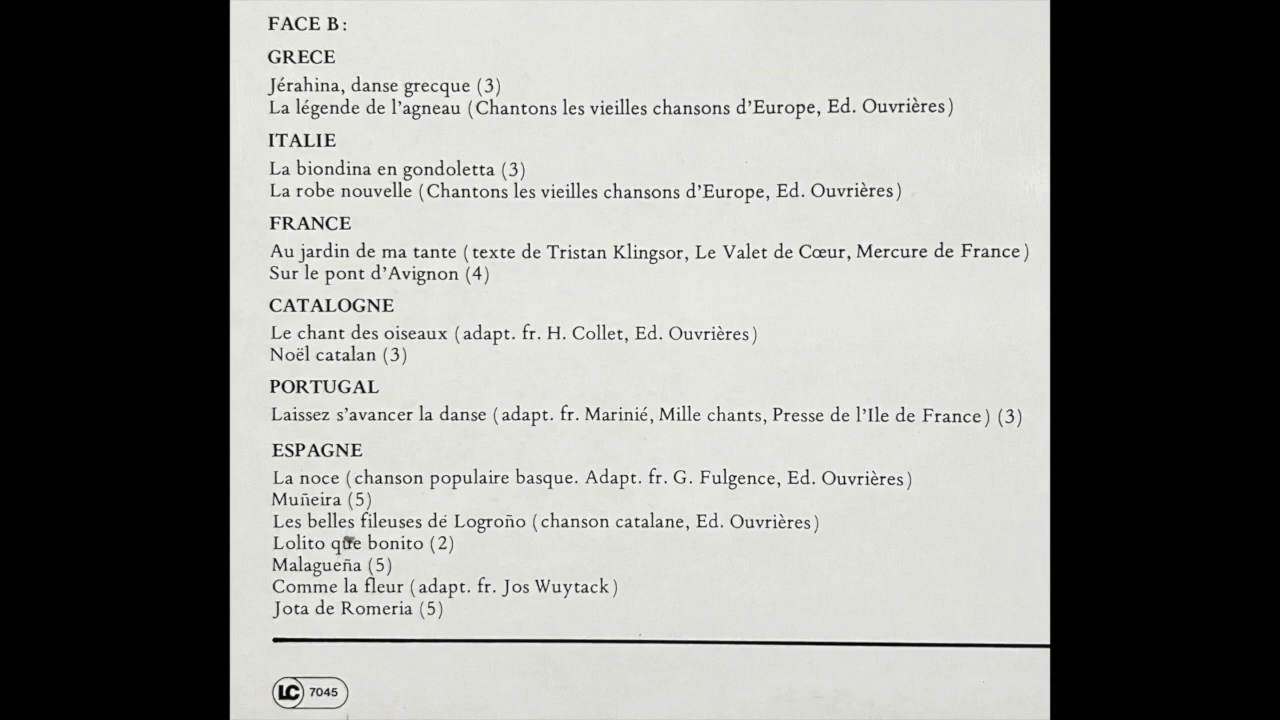 FACE B:
GRECE
Jérahina, danse grecque (3)
La légende de l'agneau (Chantons les vieilles chansons d'Europe, Ed. Ouvrières)
ITALIE
La biondina en gondoletta (3)
La robe nouvelle (Chantons les vieilles chansons d'Europe, Ed. Ouvrières)
FRANCE
Au jardin de ma tante (texte de Tristan Klingsor, Le Valet de Cœur, Mercure de France)
Sur le pont d'Avignon (4)
CATALOGNE
Le chant des oiseaux (adapt. fr. H. Collet, Ed. Ouvrières)
Noël catalan (3)
PORTUGAL
Laissez s'avancer la danse (adapt. fr. Marinié, Mille chants, Presse de l'Ile de France) (3)
ESPAGNE
La noce (chanson populaire basque. Adapt. fr. G. Fulgence, Ed. Ouvrières)
Muñeira (5)
Les belles fileuses de Logroño (chanson catalane, Ed. Ouvrières)
Lolito que bonito (2)
Malagueña (5)
Comme la fleur (adapt. fr. Jos Wuytack)
Jota de Romeria (5)
LC 7045